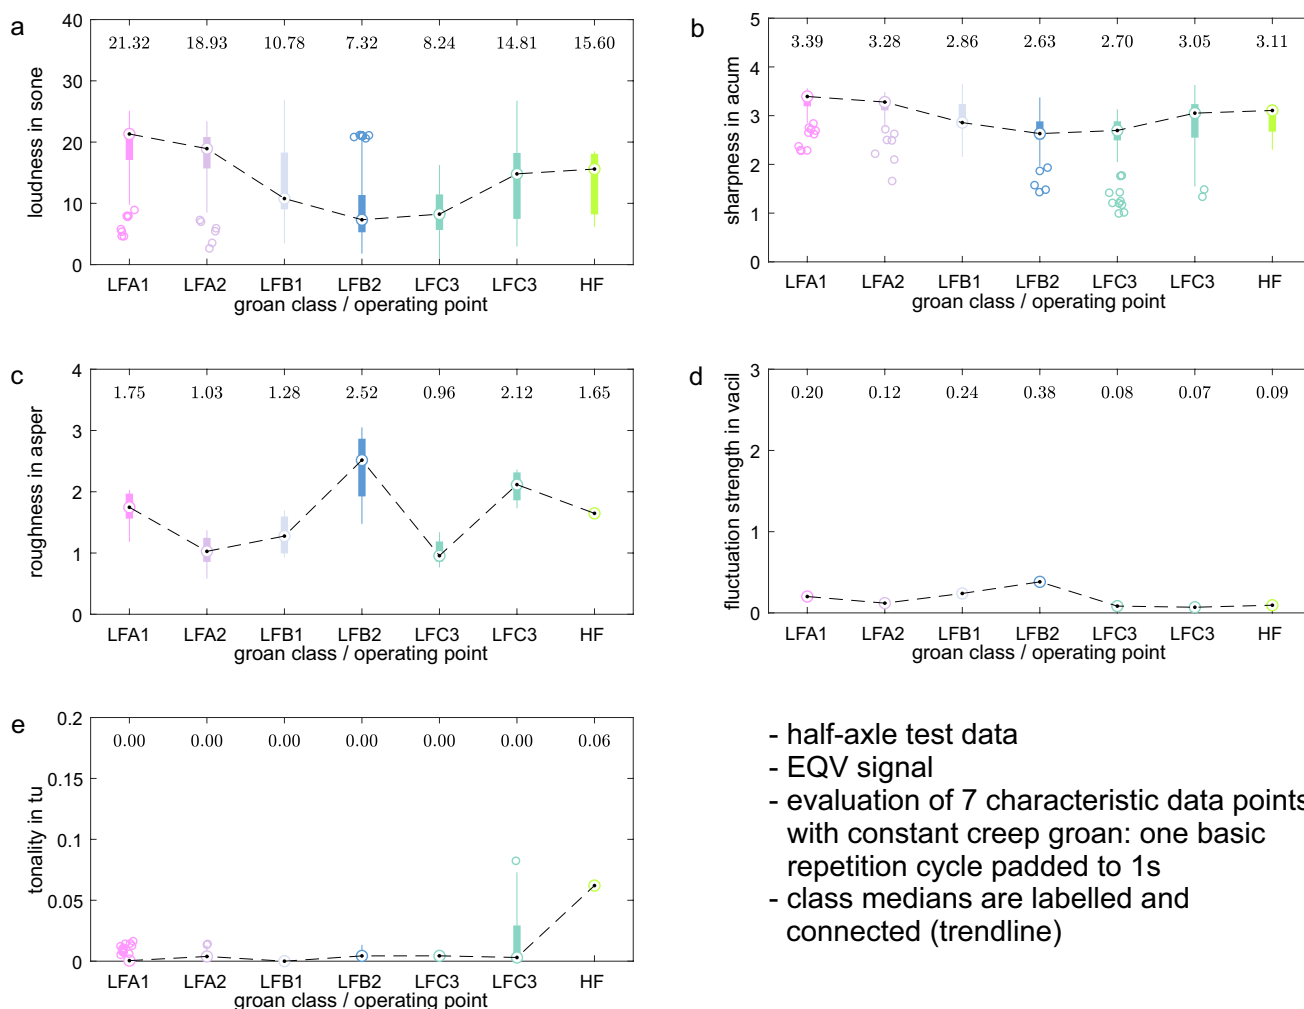 a
loudness in sone
40
30
20
10
0
21.32 18.93 10.78 7.32 8.24 14.81 15.60
LFA1 LFA2 LFB1 LFB2 LFC3 LFC3 HF
groan class / operating point
b
sharpness in acum
5
4
3
2
1
0
3.39 3.28 2.86 2.63 2.70 3.05 3.11
LFA1 LFA2 LFB1 LFB2 LFC3 LFC3 HF
groan class / operating point
c
roughness in asper
4
3
2
1
0
1.75 1.03 1.28 2.52 0.96 2.12 1.65
LFA1 LFA2 LFB1 LFB2 LFC3 LFC3 HF
groan class / operating point
d
fluctuation strength in vacil
3
2
1
0
0.20 0.12 0.24 0.38 0.08 0.07 0.09
LFA1 LFA2 LFB1 LFB2 LFC3 LFC3 HF
groan class / operating point
e
tonality in tu
0.2
0.15
0.1
0.05
0
0.00 0.00 0.00 0.00 0.00 0.00 0.06
LFA1 LFA2 LFB1 LFB2 LFC3 LFC3 HF
groan class / operating point
- half-axle test data
- EQV signal
- evaluation of 7 characteristic data points
with constant creep groan: one basic
repetition cycle padded to 1s
- class medians are labelled and
connected (trendline)